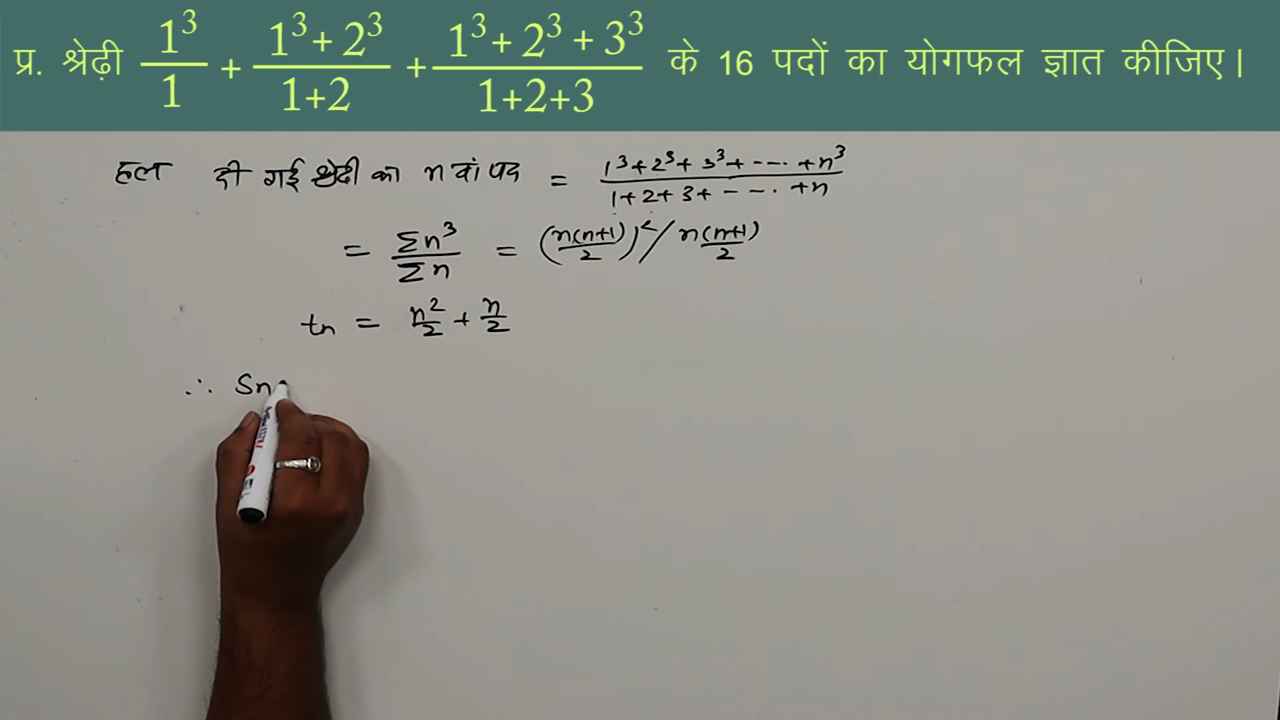 प्र. श्रेढ़ी 1³/1 + (1³+2³)/(1+2) + (1³+2³+3³)/(1+2+3) के 16 पदों का योगफल ज्ञात कीजिए।
हल दी गई श्रेढी का n वां पद = (1³+2³+3³+-----+n³)/(1+2+3+-----+n)
= Σn³/Σn = (n(n+1)/2)²/n(n+1)/2
tn = n²/2 + n/2
∴ Sn